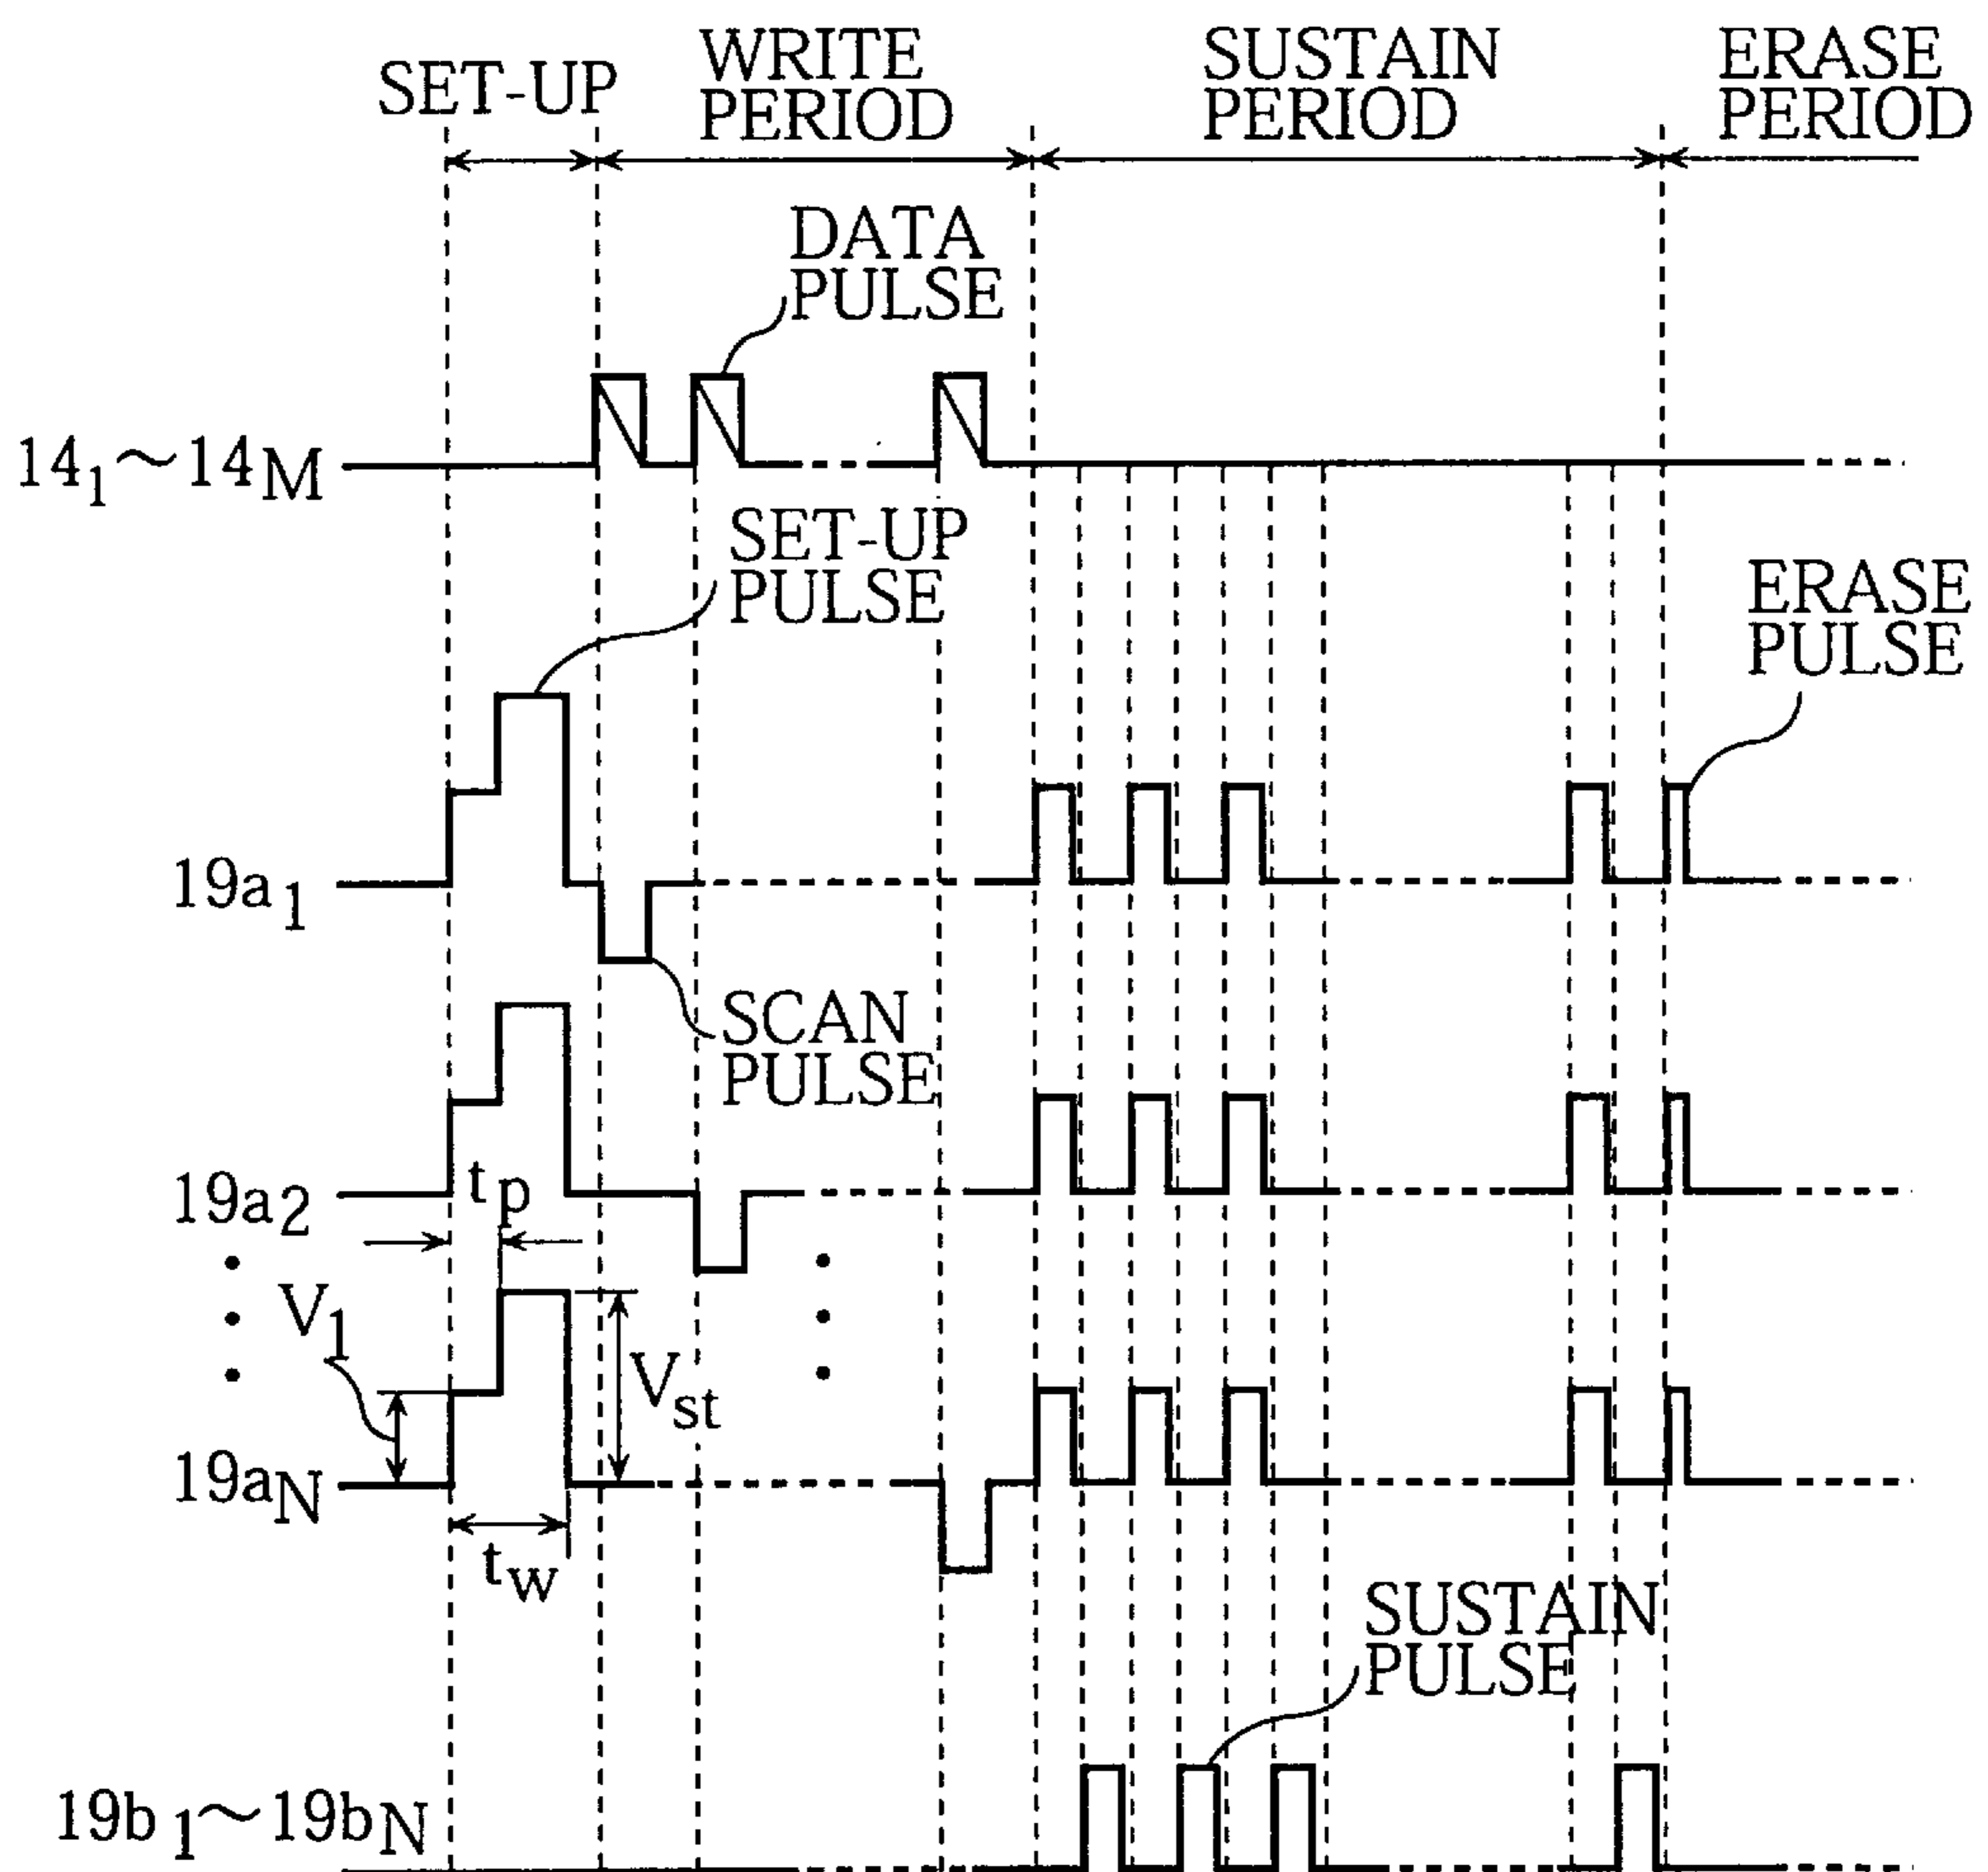 SET-UP
WRITE
PERIOD
SUSTAIN
PERIOD
ERASE
PERIOD
DATA
PULSE
14₁~14M
SET-UP
PULSE
ERASE
PULSE
19a₁
SCAN
PULSE
19a₂
tp
V₁
Vst
19aN
tw
SUSTAIN
PULSE
19b₁~19bN